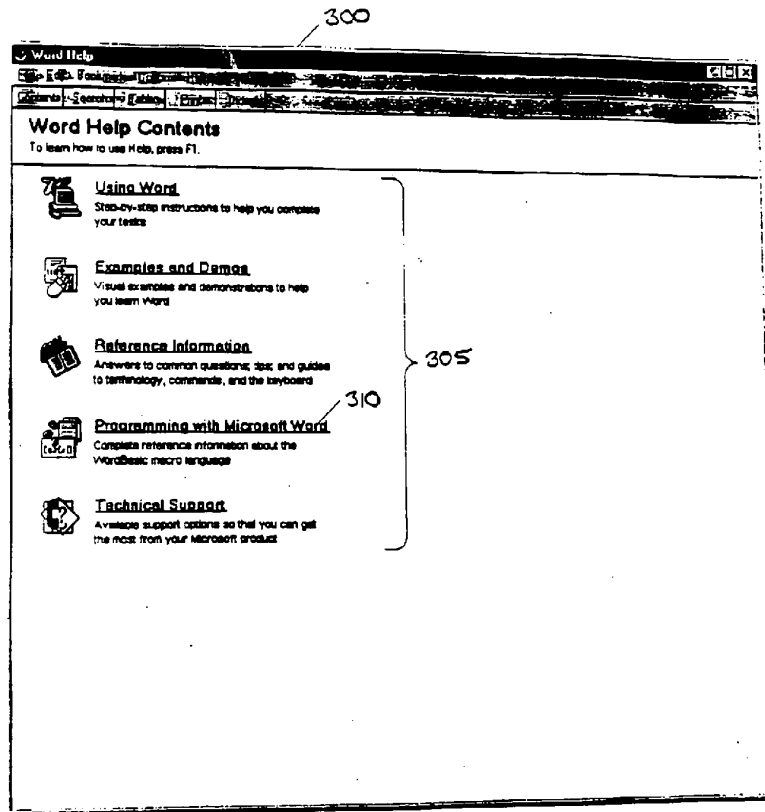 300
Word Help
Word Help Contents
To learn how to use Help, press F1.
Using Word
Step-by-step instructions to help you complete
your tasks
Examples and Demos
Visual examples and demonstrations to help
you learn Word
Reference Information
Answers to common questions; tips; and guides
to terminology, commands, and the keyboard
305
310
Programming with Microsoft Word
Complete reference information about the
WordBasic macro language
Technical Support
Available support options so that you can get
the most from your Microsoft product